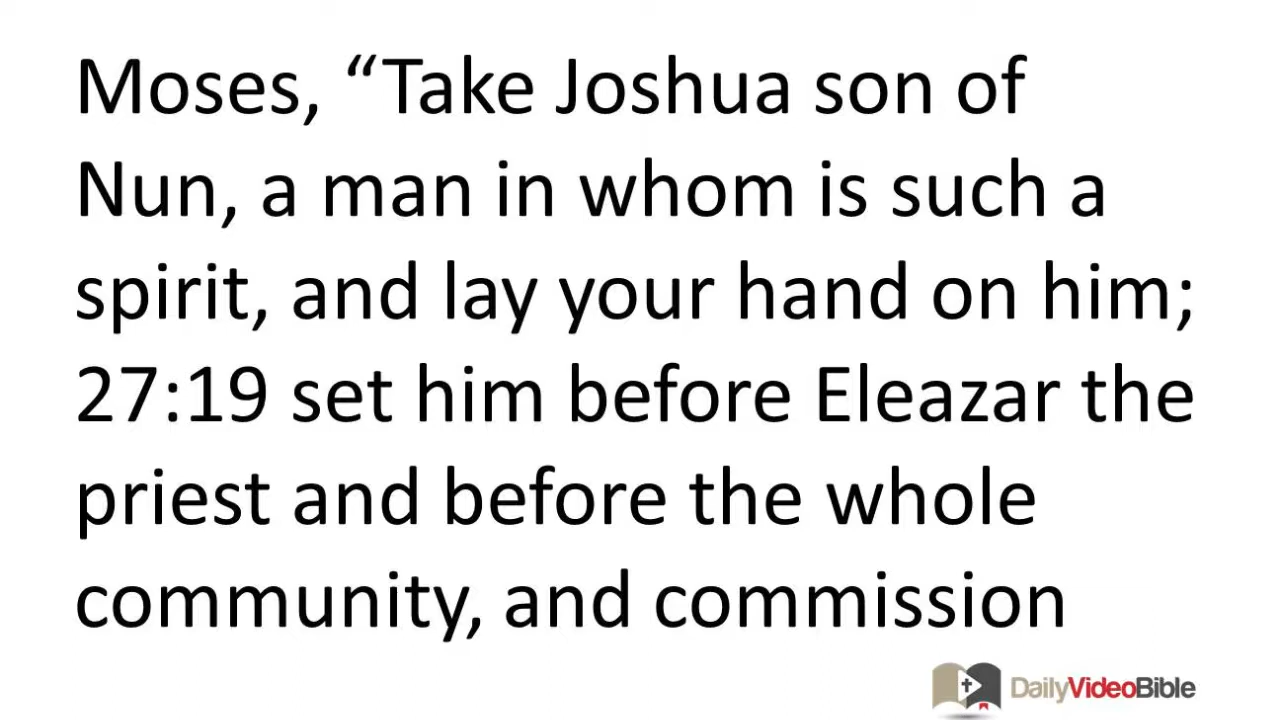 Moses, “Take Joshua son of
Nun, a man in whom is such a
spirit, and lay your hand on him;
27:19 set him before Eleazar the
priest and before the whole
community, and commission
DailyVideoBible